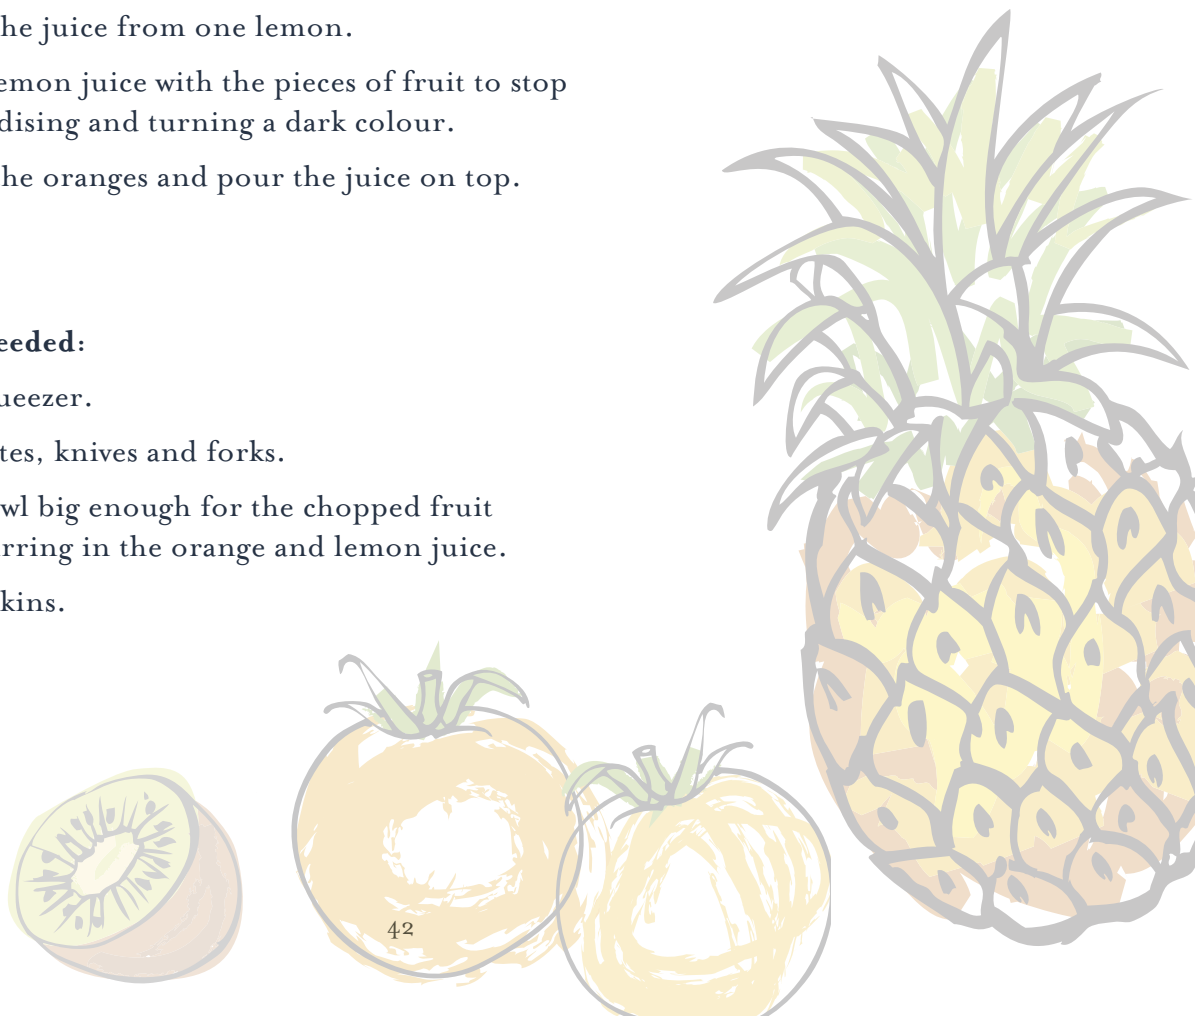 he juice from one lemon.
emon juice with the pieces of fruit to stop
dising and turning a dark colour.
he oranges and pour the juice on top.
eeded:
ueezer.
tes, knives and forks.
wl big enough for the chopped fruit
rring in the orange and lemon juice.
kins.
42